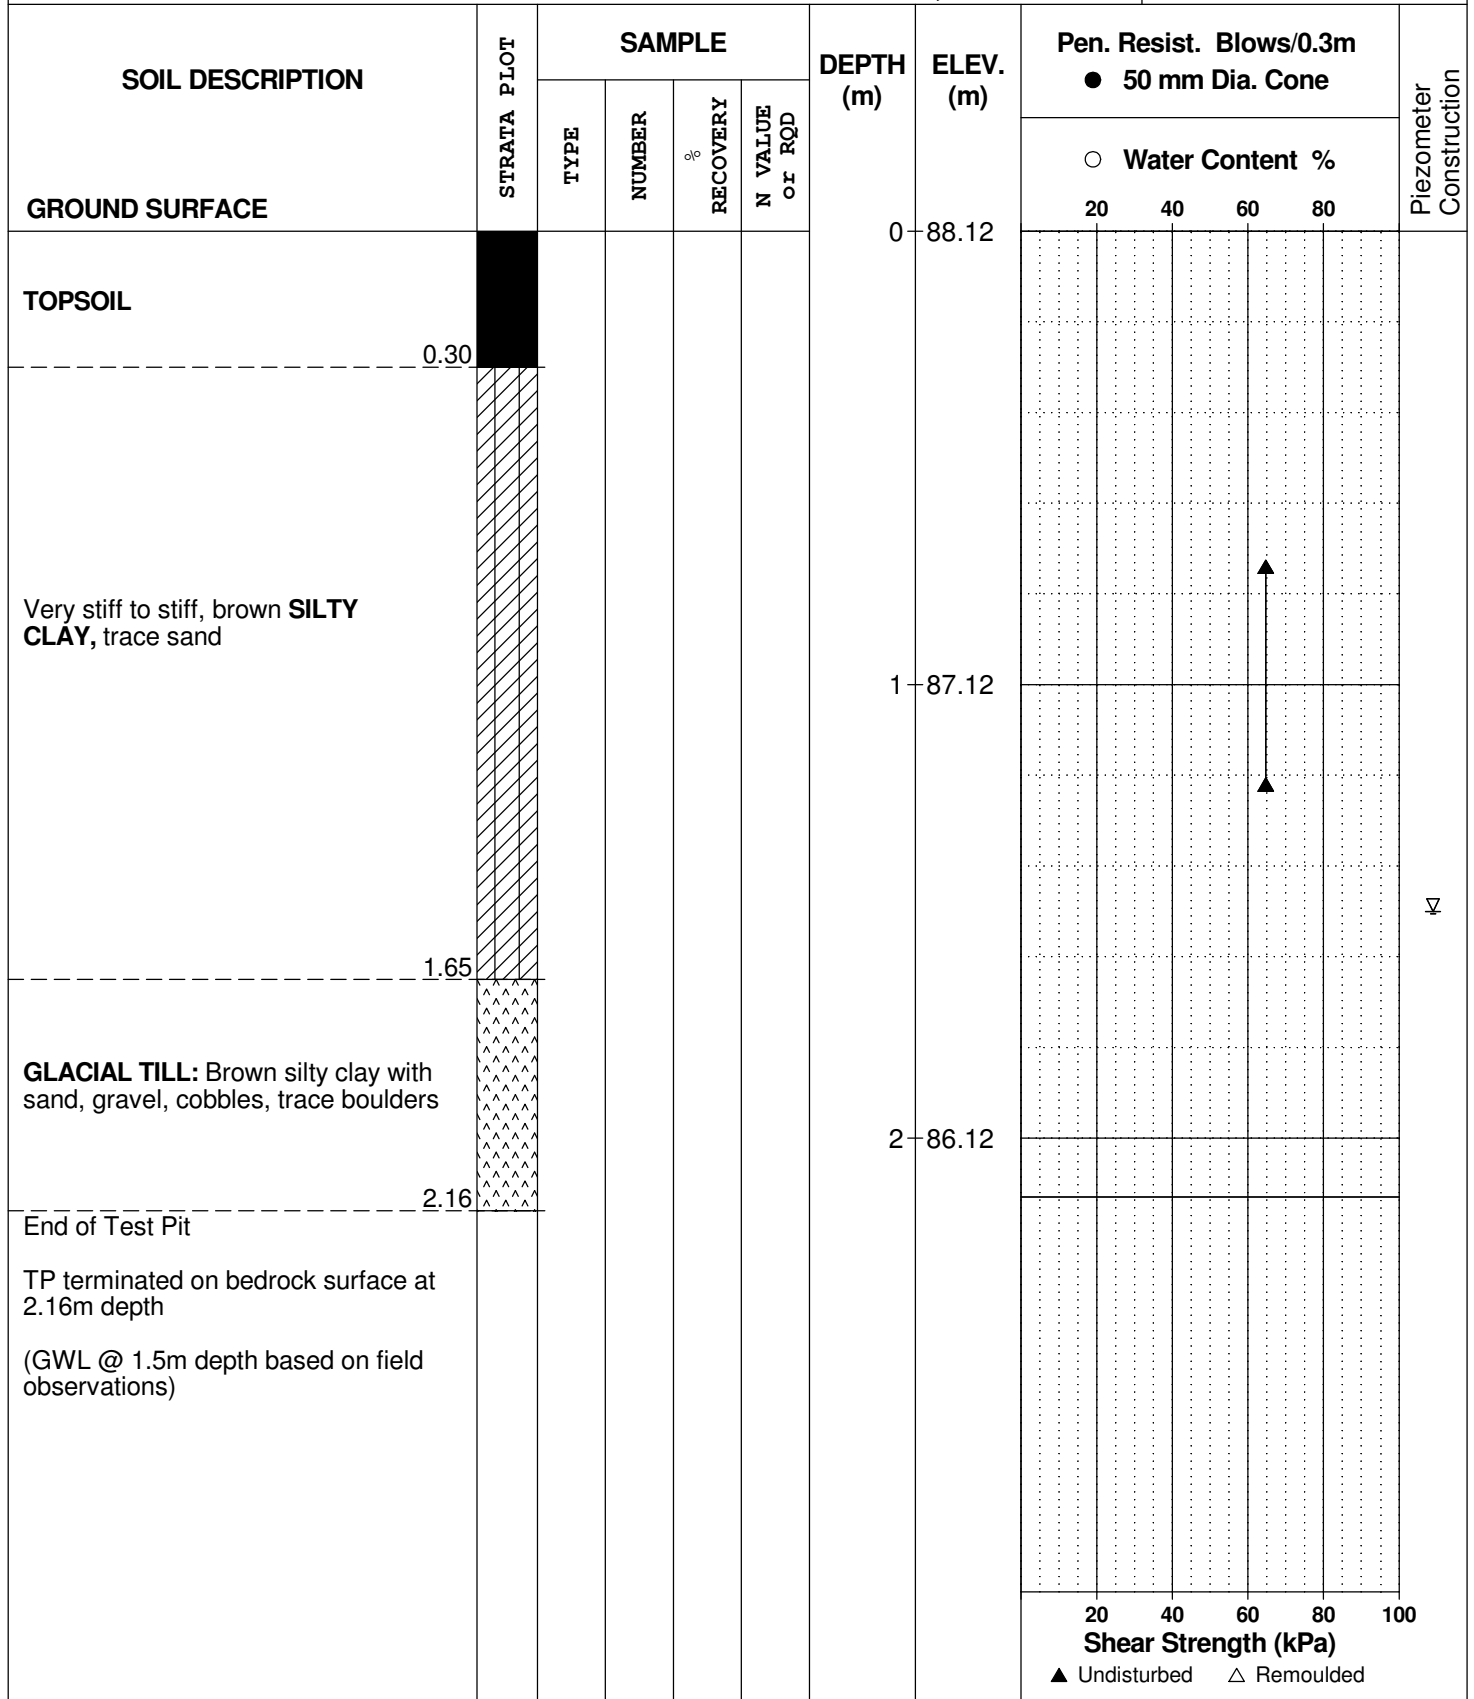 SOIL DESCRIPTION
GROUND SURFACE
STRATA PLOT
SAMPLE
TYPE
NUMBER
%
RECOVERY
N VALUE
or RQD
DEPTH
(m)
ELEV.
(m)
Pen. Resist. Blows/0.3m
● 50 mm Dia. Cone
○ Water Content %
20 40 60 80
Piezometer
Construction
0 88.12
TOPSOIL
0.30
Very stiff to stiff, brown SILTY
CLAY, trace sand
1 87.12
1.65
GLACIAL TILL: Brown silty clay with
sand, gravel, cobbles, trace boulders
2 86.12
2.16
End of Test Pit
TP terminated on bedrock surface at
2.16m depth
(GWL @ 1.5m depth based on field
observations)
20 40 60 80 100
Shear Strength (kPa)
▲ Undisturbed △ Remoulded